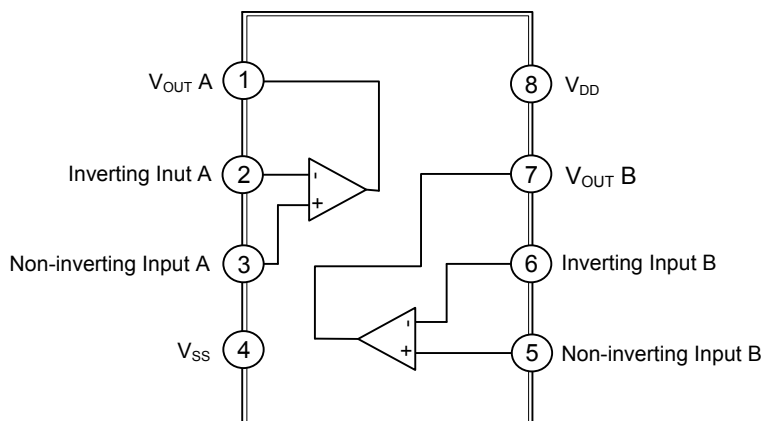 V_OUT A 1
8 V_DD
Inverting Inut A 2
-
+
7 V_OUT B
Non-inverting Input A 3
6 Inverting Input B
V_SS 4
-
+
5 Non-inverting Input B